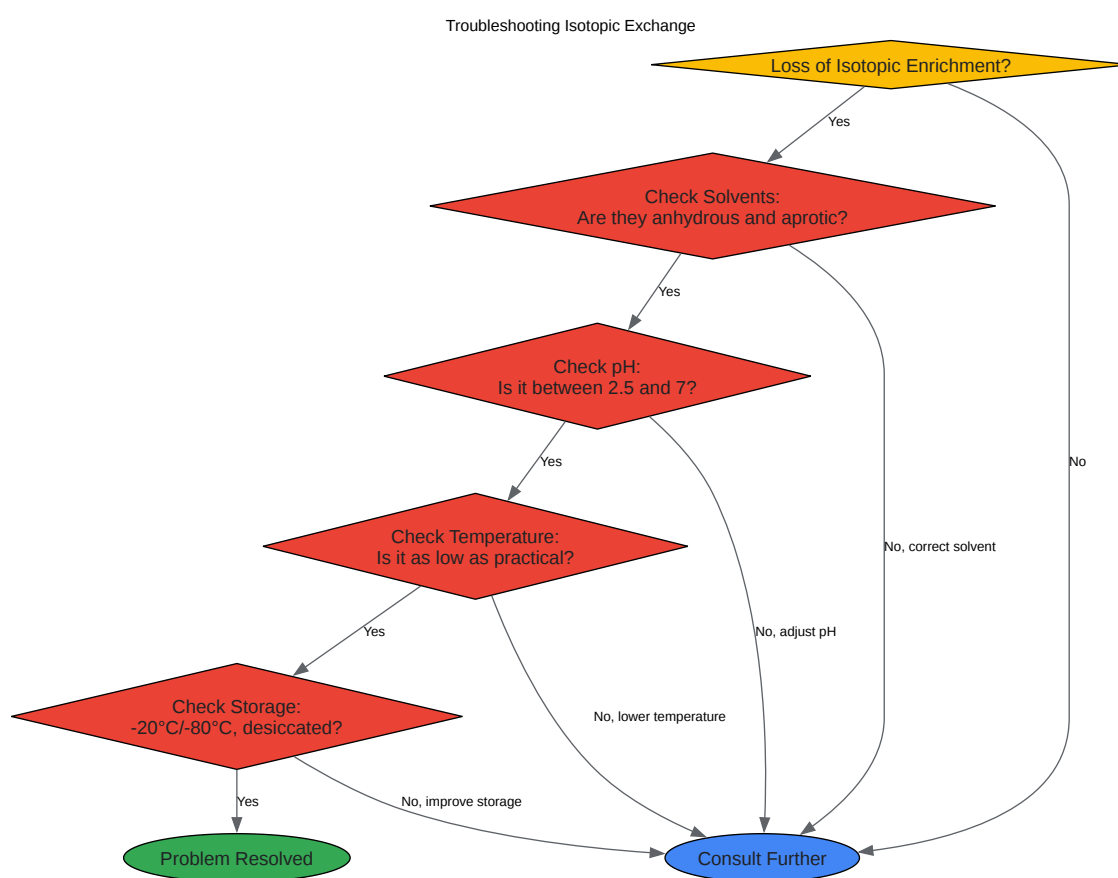 Troubleshooting Isotopic Exchange
Loss of Isotopic Enrichment?
Yes
Check Solvents:
Are they anhydrous and aprotic?
Yes
Check pH:
Is it between 2.5 and 7?
Yes
No
Check Temperature:
Is it as low as practical?
No, correct solvent
Yes
No, adjust pH
Check Storage:
-20°C/-80°C, desiccated?
No, lower temperature
Yes
No, improve storage
Problem Resolved
Consult Further